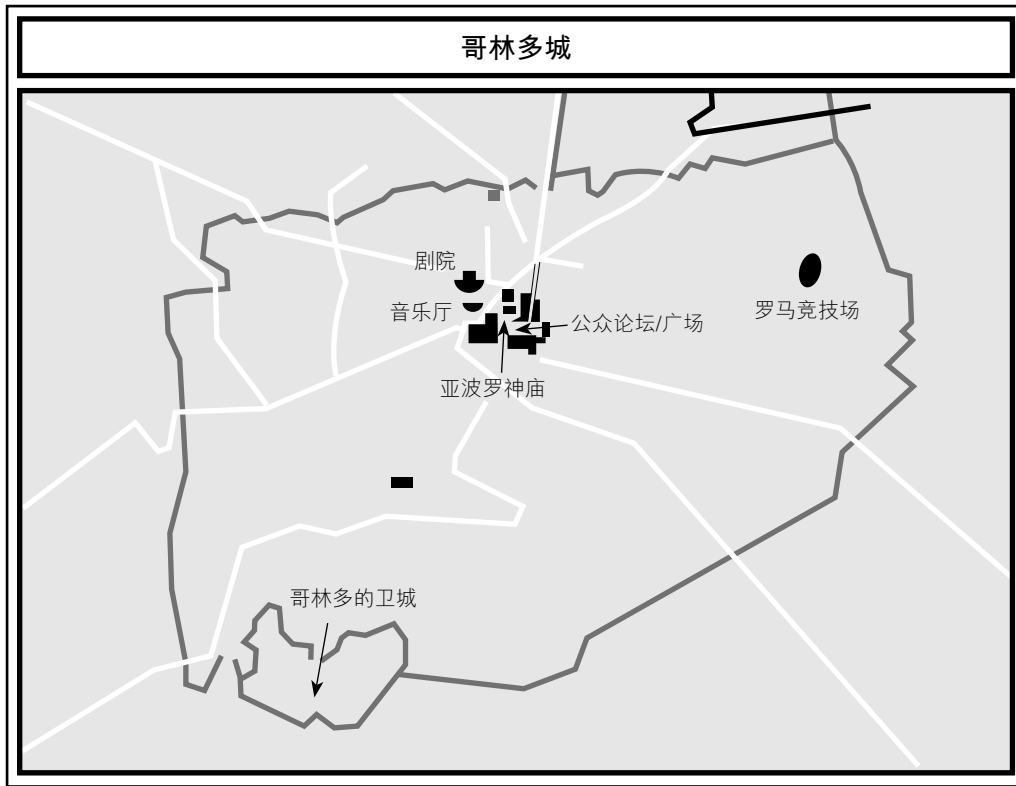 哥林多城
剧院
音乐厅
罗马竞技场
公众论坛/广场
亚波罗神庙
哥林多的卫城